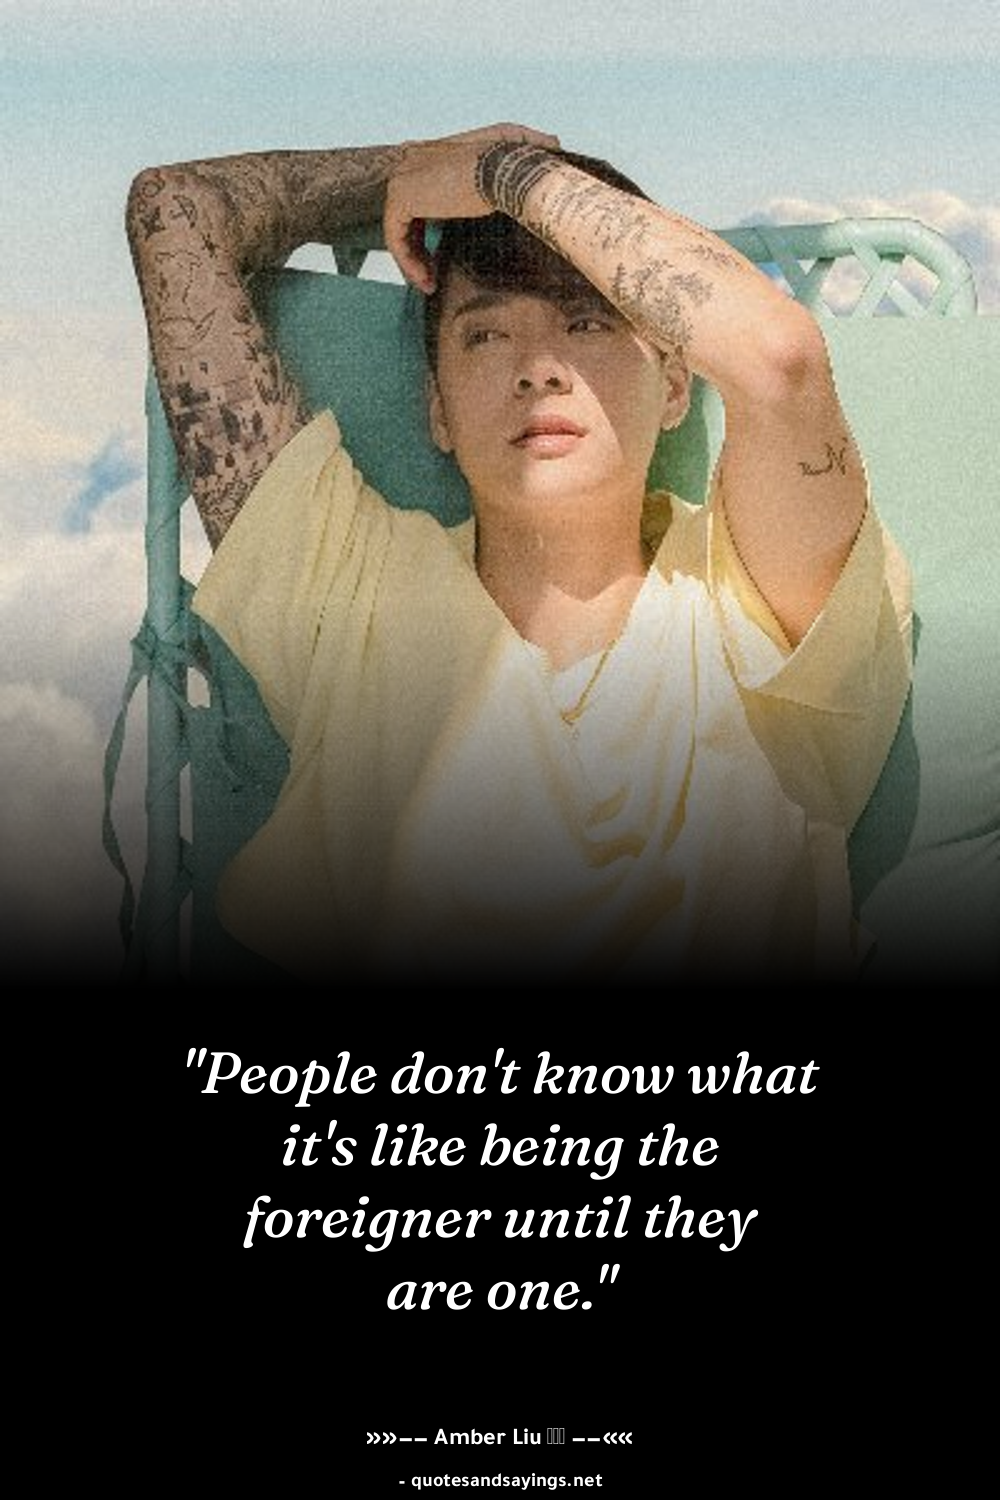 "People don't know what
it's like being the
foreigner until they
are one."
»»−− Amber Liu −−««
- quotesandsayings.net